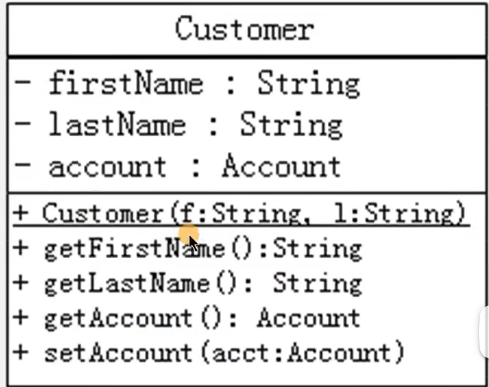 Customer
- firstName : String
- lastName : String
- account : Account
+ Customer(f:String, l:String)
+ getFirstName():String
+ getLastName(): String
+ getAccount(): Account
+ setAccount(acct:Account)